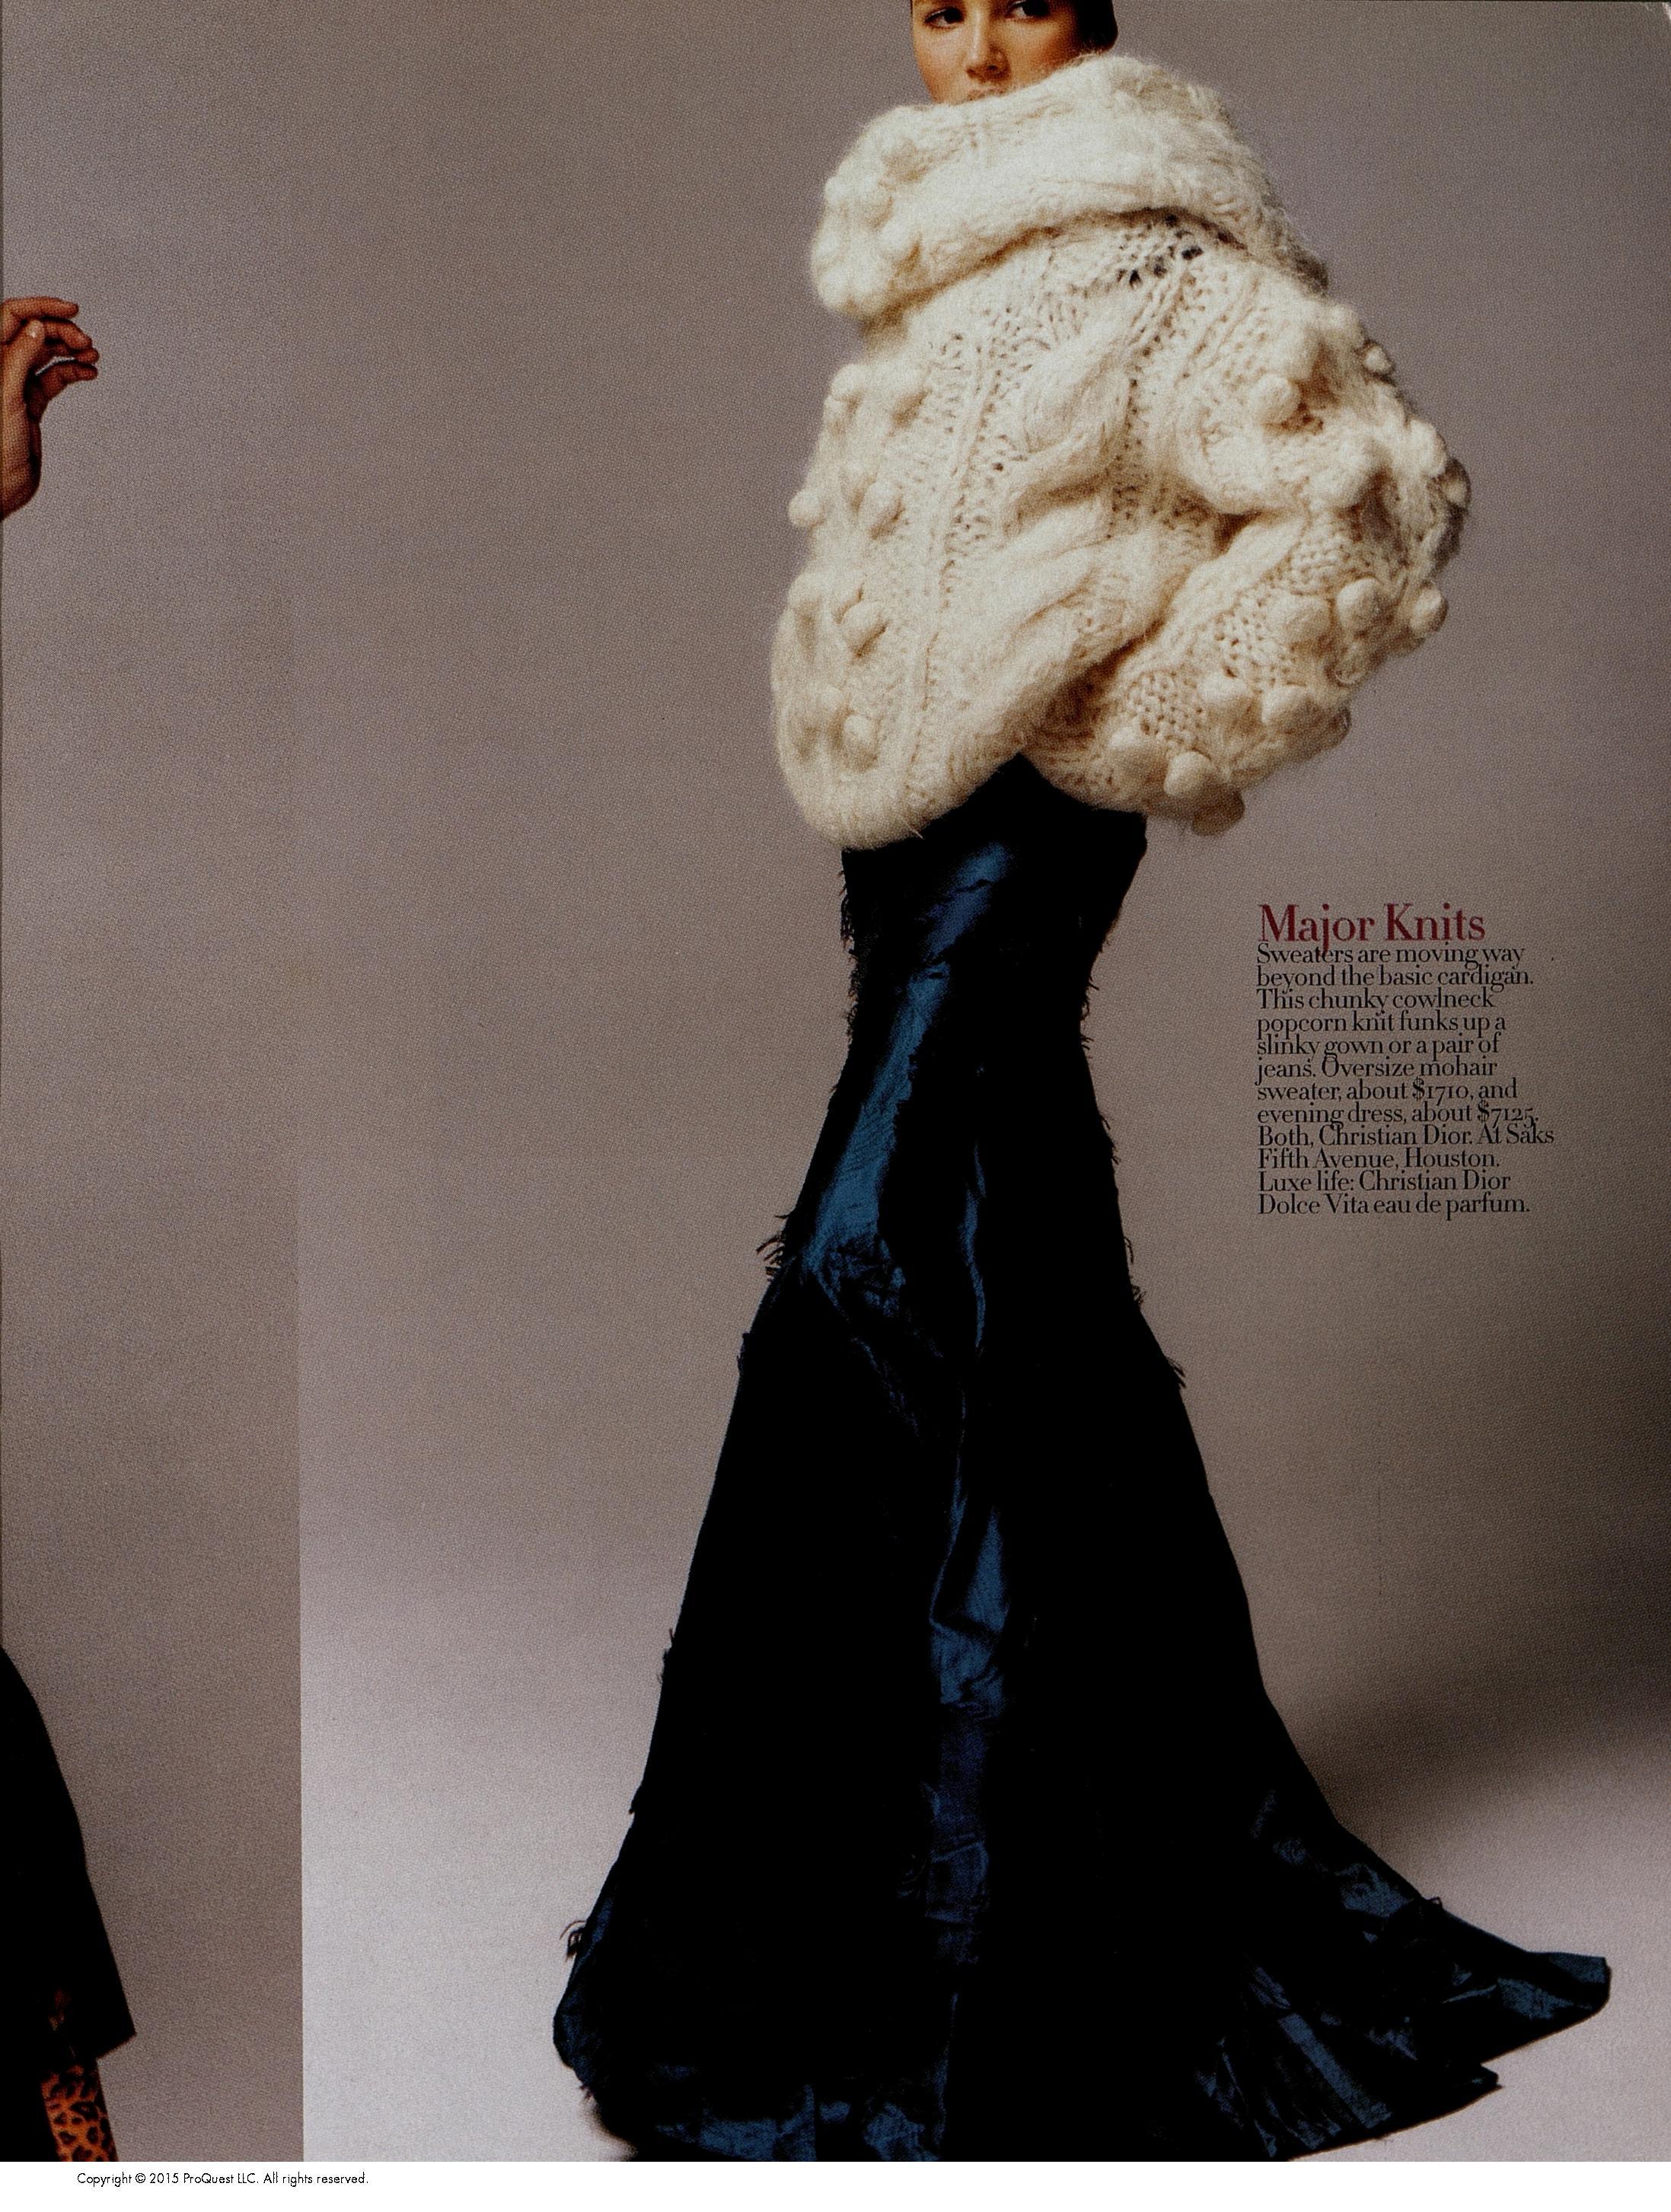 Major Knits
Sweaters are moving way
beyond the basic cardigan.
This chunky cowlneck
popcorn knit funks up a
slinky gown or a pair of
jeans. Oversize mohair
sweater, about $1710, and
evening dress, about $7125.
Both, Christian Dior. At Saks
Fifth Avenue, Houston.
Luxe life: Christian Dior
Dolce Vita eau de parfum.
Copyright © 2015 ProQuest LLC. All rights reserved.